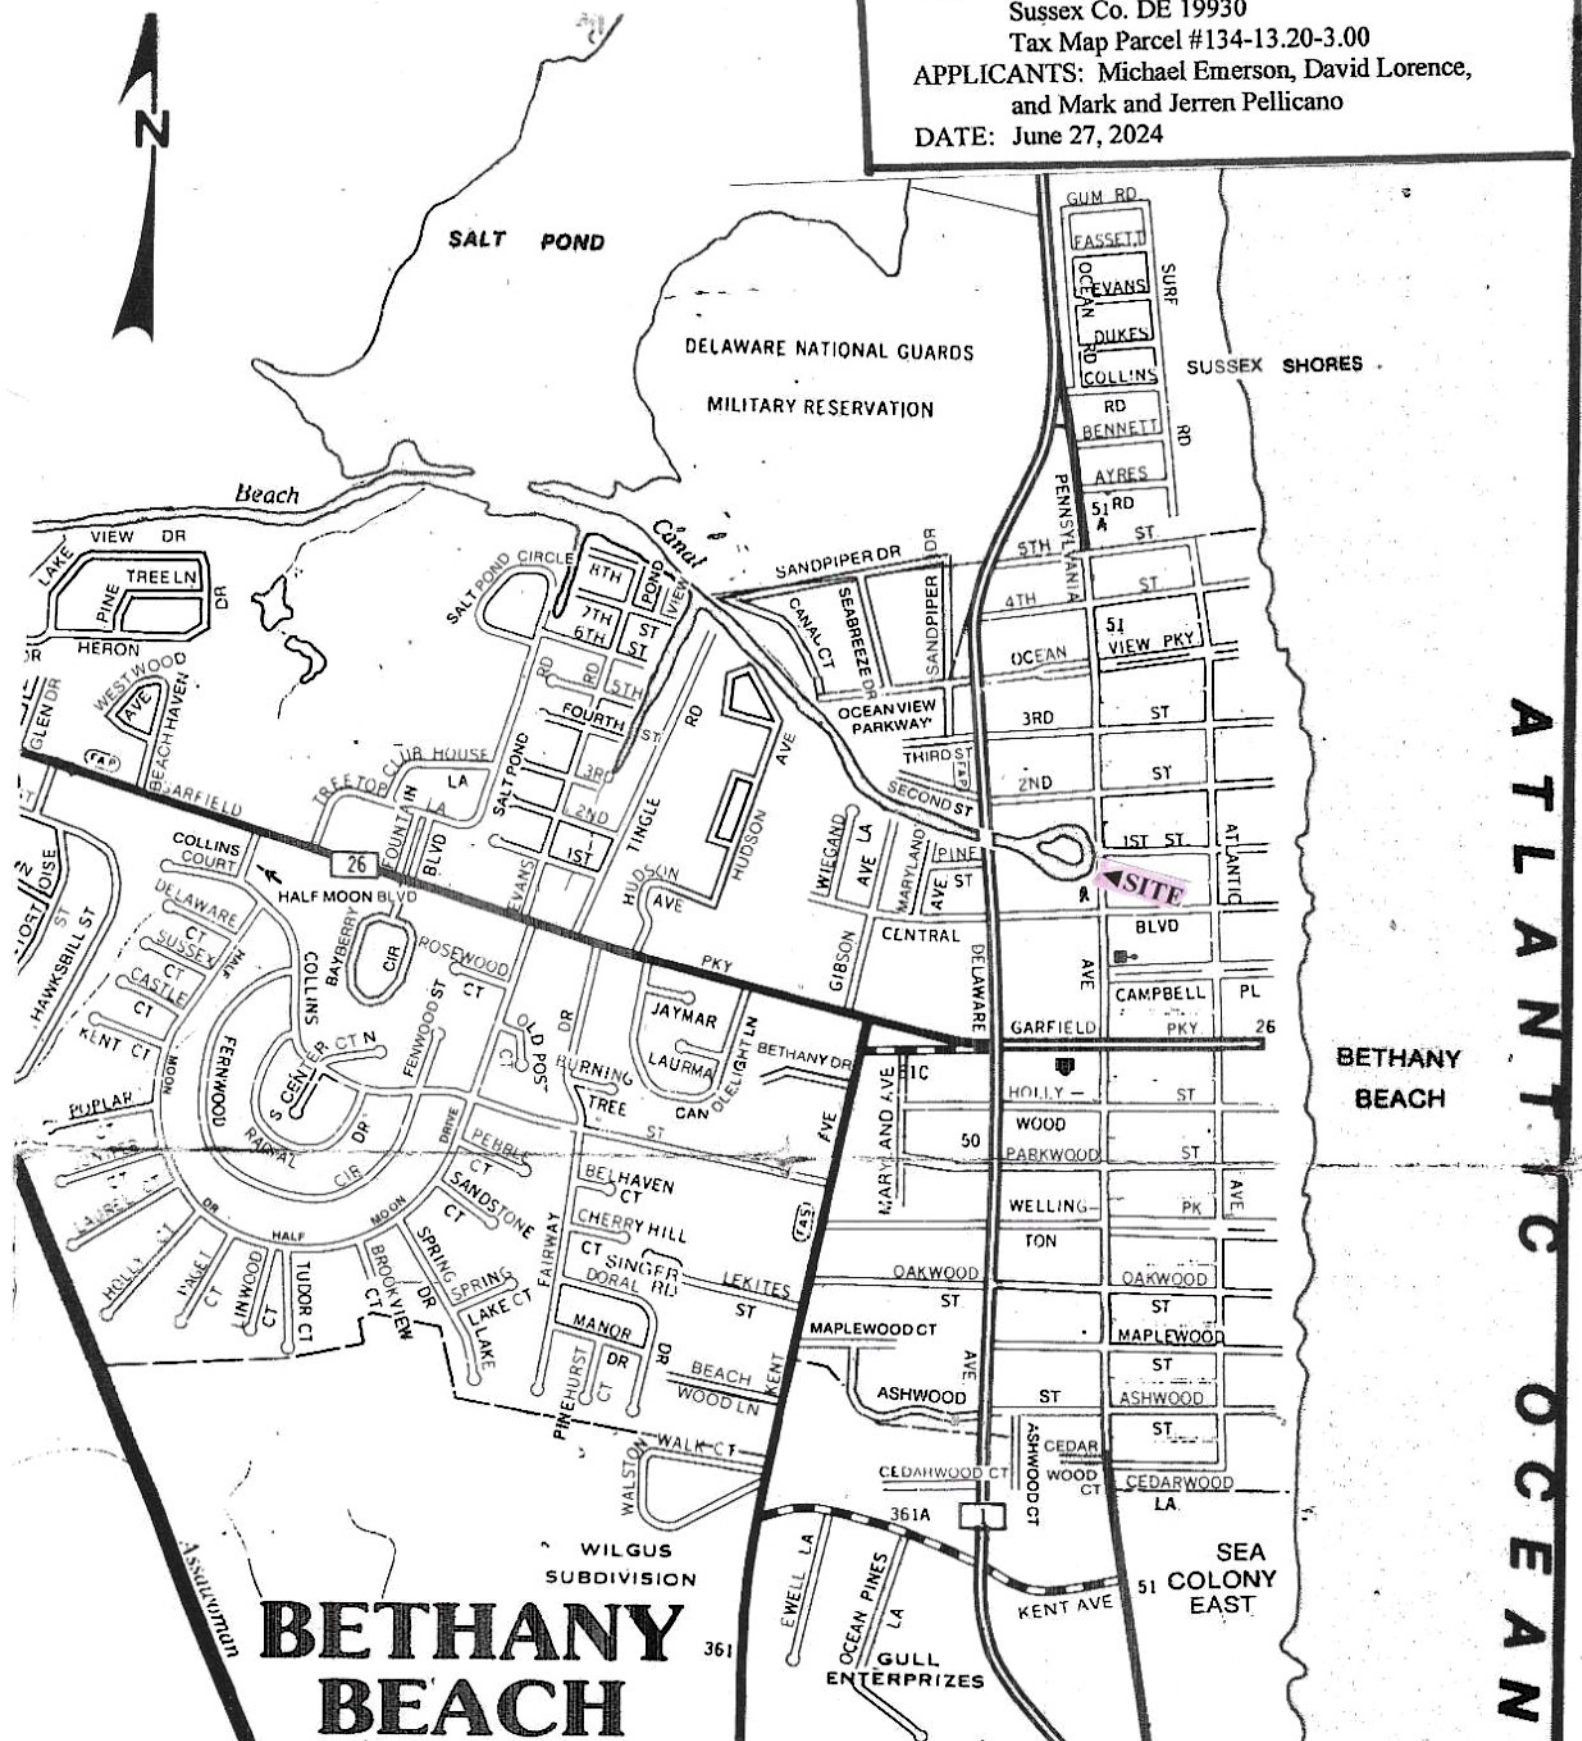 Sussex Co. DE 19930
Tax Map Parcel #134-13.20-3.00
APPLICANTS: Michael Emerson, David Lorence,
and Mark and Jerren Pellicano
DATE: June 27, 2024
N
SALT POND
GUM RD
FASSETT
OCEAN RD
EVANS
SURF RD
DUKES
COLLINS
RD
SUSSEX SHORES
BENNETT
AYRES
RD
51
A
DELAWARE NATIONAL GUARDS
MILITARY RESERVATION
PENNSYLVANIA
AVE
Beach
Canal
LAKE
VIEW DR
TREE LN
PINE
DR
HERON
DR
WESTWOOD
AVE
BEACH HAVEN
GLEN DR
SALT POND CIRCLE
8TH
POND
VIEW
7TH ST
6TH ST
RD
RD
5TH
FOURTH ST
3RD
2ND
1ST
SALT POND
EVANS
TINGLE
RD
SANDPIPER DR
SANDPIPER DR
CANAL CT
SEABREEZE DR
OCEAN VIEW
PARKWAY
5TH ST
4TH ST
51
OCEAN VIEW PKY
3RD ST
THIRD ST
FAP
2ND ST
SECOND ST
1ST ST
ATLANTIC
AVE
SITE
CLUB HOUSE
LA
TREETOP
LA
FOUNTAIN
BLVD
FAP
GARFIELD
26
PKY
COLLINS
COURT
HALF MOON BLVD
HUDSON
AVE
HUDSON
AVE
WIEGAND
AVE LA
MARYLAND
AVE
PINE
ST
GIBSON
CENTRAL
BLVD
DELAWARE
AVE
CAMPBELL PL
GARFIELD PKY 26
HAWKSBILL ST
DELAWARE
CT
SUSSEX
CT
CASTLE
CT
KENT CT
HALF
MOON
DR
HALF
MOON
DRIVE
COLLINS
BAYBERRY
CIR
ROSEWOOD
CT
FENWOOD ST
FERNWOOD
S CENTER CT N
RADIAL
CIR
DR
OLD POST
CT
BURNING
TREE
DR
ST
JAYMAR
LAURMA
CAN
OLELIGHT LN
BETHANY DR
MARYLAND AVE
50
HOLLY ST
WOOD
PARKWOOD ST
WELLING- PK
TON
BETHANY
BEACH
POPLAR
CT
LAUREL CT
HOLLY CT
PAGET
CT
LINWOOD
CT
TUDOR CT
BROOKVIEW
CT
SPRING
DR
SPRING
LAKE CT
LAKE
PEBBLE
CT
SANDSTONE
CT
BELHAVEN
CT
CHERRY HILL
CT
SINGER
DORAL RD
FAIRWAY
MANOR
DR
DR
PINEHURST
CT
LEKITES
ST
FAS
AVE
KENT
BEACH
WOOD LN
WALK CT
WALSTON
OAKWOOD
ST
OAKWOOD
ST
MAPLEWOOD CT
MAPLEWOOD
ST
ASHWOOD ST
ASHWOOD
ST
ASHWOOD CT
CEDAR
WOOD
CT
CEDARWOOD CT
CEDARWOOD
LA
361A
EWELL LA
OCEAN PINES
LA
KENT AVE
51
SEA
COLONY
EAST
GULL
ENTERPRIZES
WILGUS
SUBDIVISION
361
Assawoman
BETHANY
BEACH
ATLANTIC OCEAN